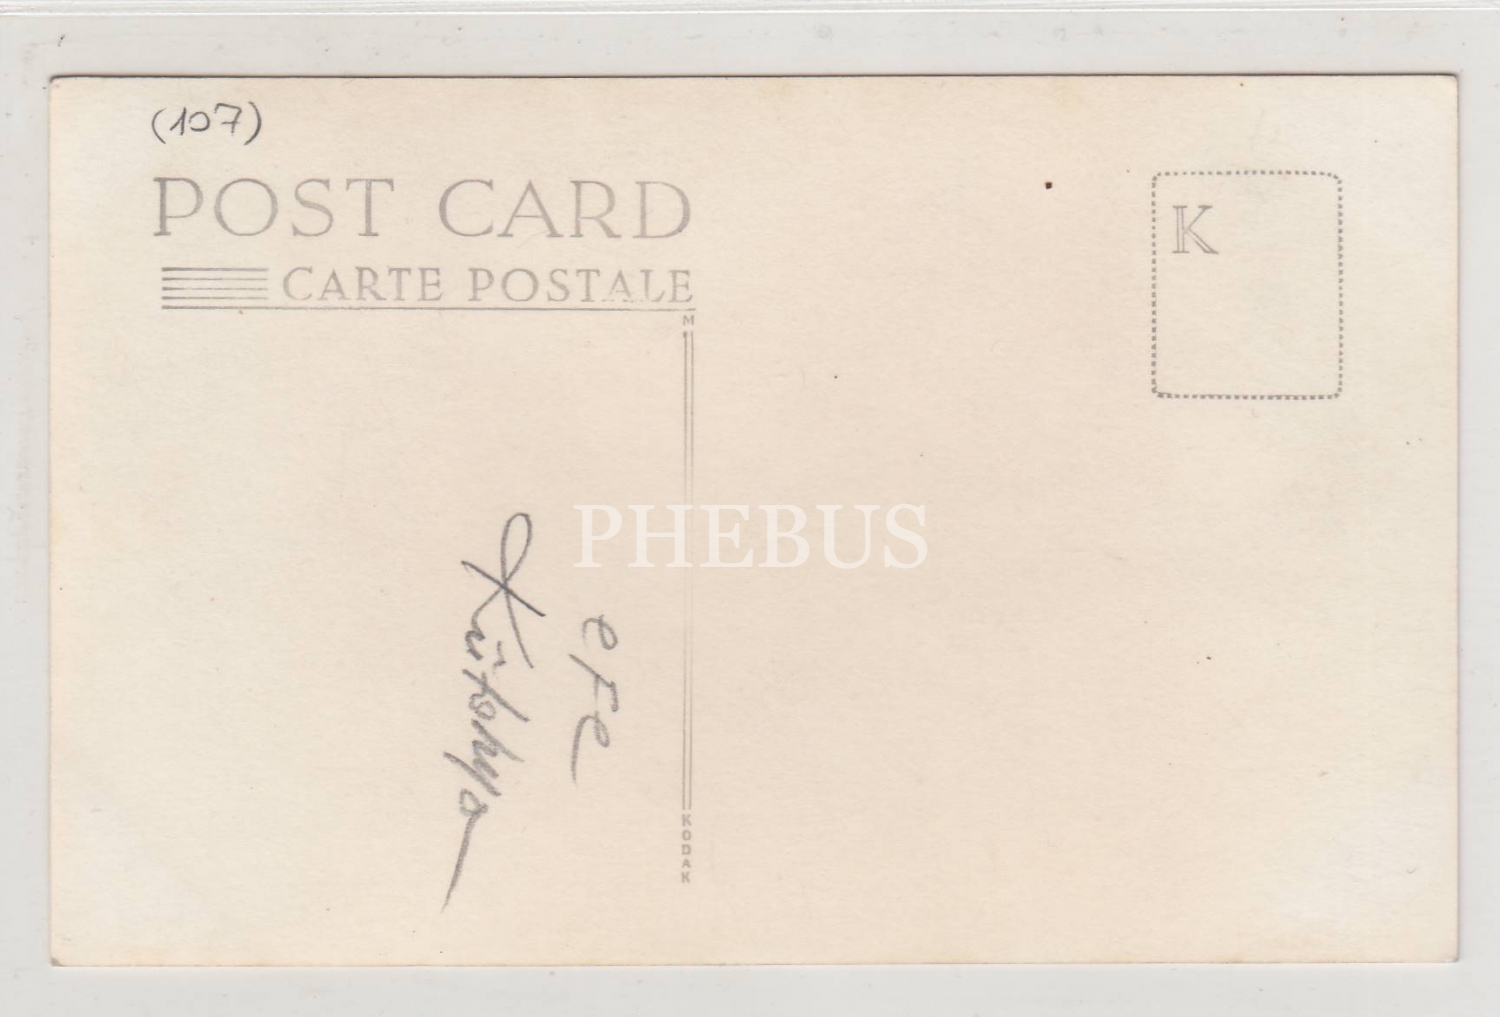 (107)
POST CARD
CARTE POSTALE
K
M
KODAK
efe
Kütahya
PHEBUS